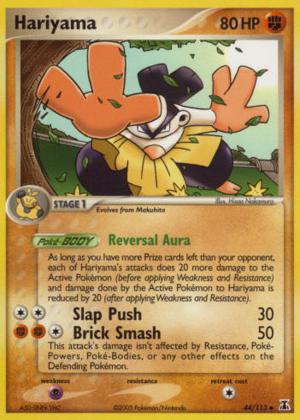 Hariyama 80 HP
Illus. Hisao Nakamura
STAGE 1
Evolves from Makuhita
Poké-BODY Reversal Aura
As long as you have more Prize cards left than your opponent,
each of Hariyama's attacks does 20 more damage to the
Active Pokémon (before applying Weakness and Resistance)
and damage done by the Active Pokémon to Hariyama is
reduced by 20 (after applying Weakness and Resistance).
Slap Push 30
Brick Smash 50
This attack's damage isn't affected by Resistance, Poké-
Powers, Poké-Bodies, or any other effects on the Defending
Pokémon.
weakness resistance retreat cost
©2005 Pokémon/Nintendo
44/113